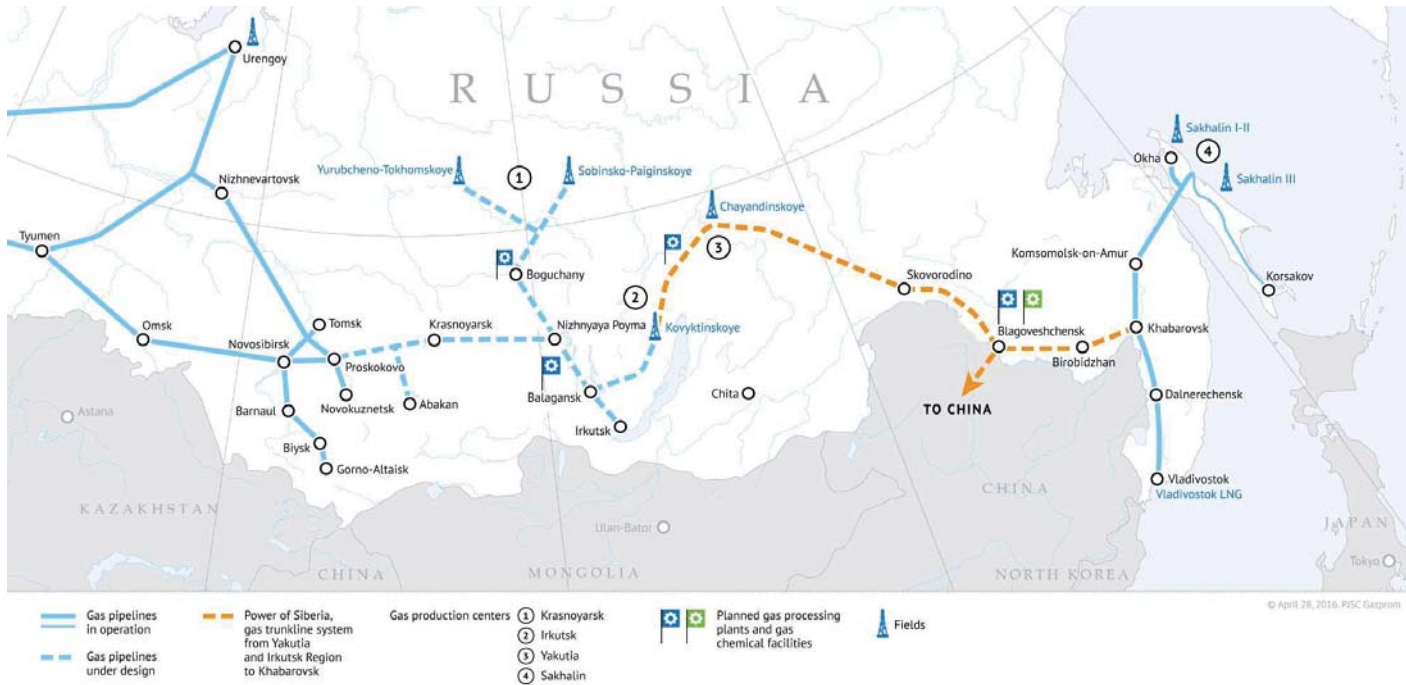 Urengoy
RUSSIA
Sakhalin I-II
Okha
4
Sakhalin III
Nizhnevartovsk
Yurubcheno-Tokhomskoye
1
Sobinsko-Paiginskoye
Chayandinskoye
3
Tyumen
Boguchany
Komsomolsk-on-Amur
Skovorodino
Korsakov
2
Omsk
Tomsk
Krasnoyarsk
Nizhnyaya Poyma
Kovyktinskoye
Blagoveshchensk
Khabarovsk
Novosibirsk
Proskokovo
Birobidzhan
Astana
Barnaul
Novokuznetsk
Abakan
Balagansk
Chita
TO CHINA
Dalnerechensk
Irkutsk
Biysk
Gorno-Altaisk
Vladivostok
Vladivostok LNG
CHINA
KAZAKHSTAN
Ulan-Bator
JAPAN
Tokyo
CHINA
MONGOLIA
NORTH KOREA
© April 28, 2016, PJSC Gazprom
Gas pipelines
in operation
Gas pipelines
under design
Power of Siberia,
gas trunkline system
from Yakutia
and Irkutsk Region
to Khabarovsk
Gas production centers
1 Krasnoyarsk
2 Irkutsk
3 Yakutia
4 Sakhalin
Planned gas processing
plants and gas
chemical facilities
Fields